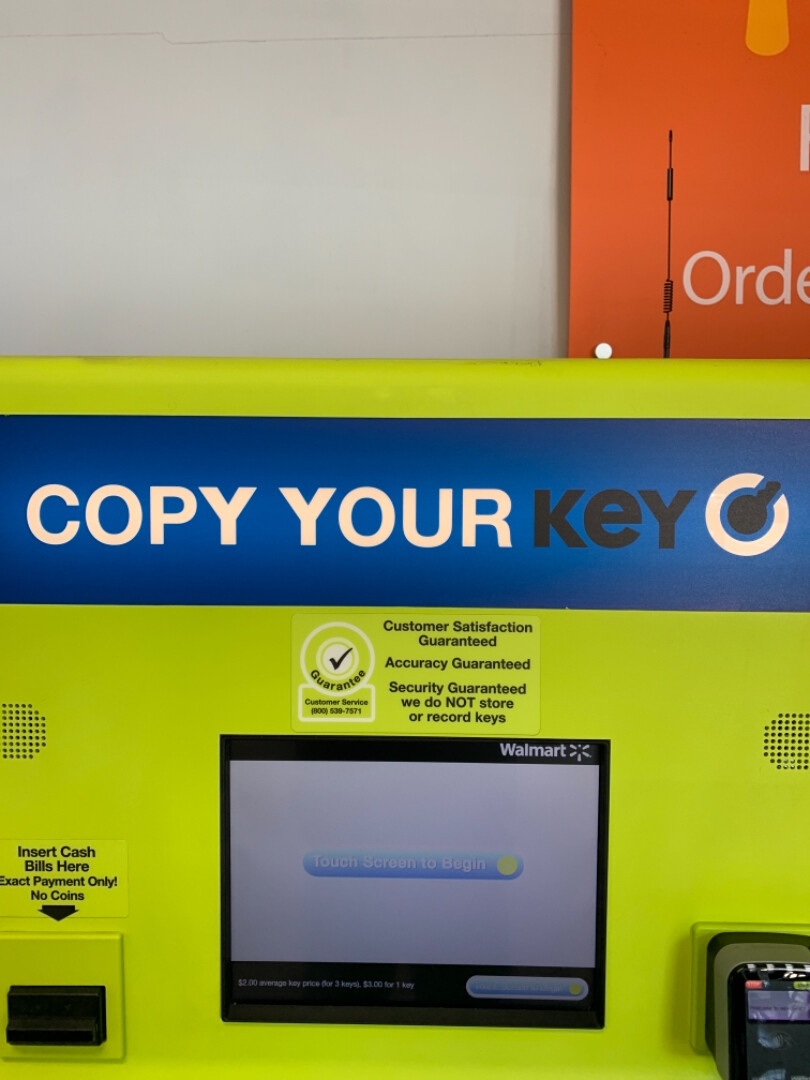 Orde
COPY YOUR KEY
Customer Satisfaction
Guaranteed
Accuracy Guaranteed
Security Guaranteed
we do NOT store
or record keys
Guarantee
Customer Service
(800) 539-7571
Walmart
Touch Screen to Begin
$2.00 average key price (for 3 keys), $3.00 for 1 key
Insert Cash
Bills Here
Exact Payment Only!
No Coins